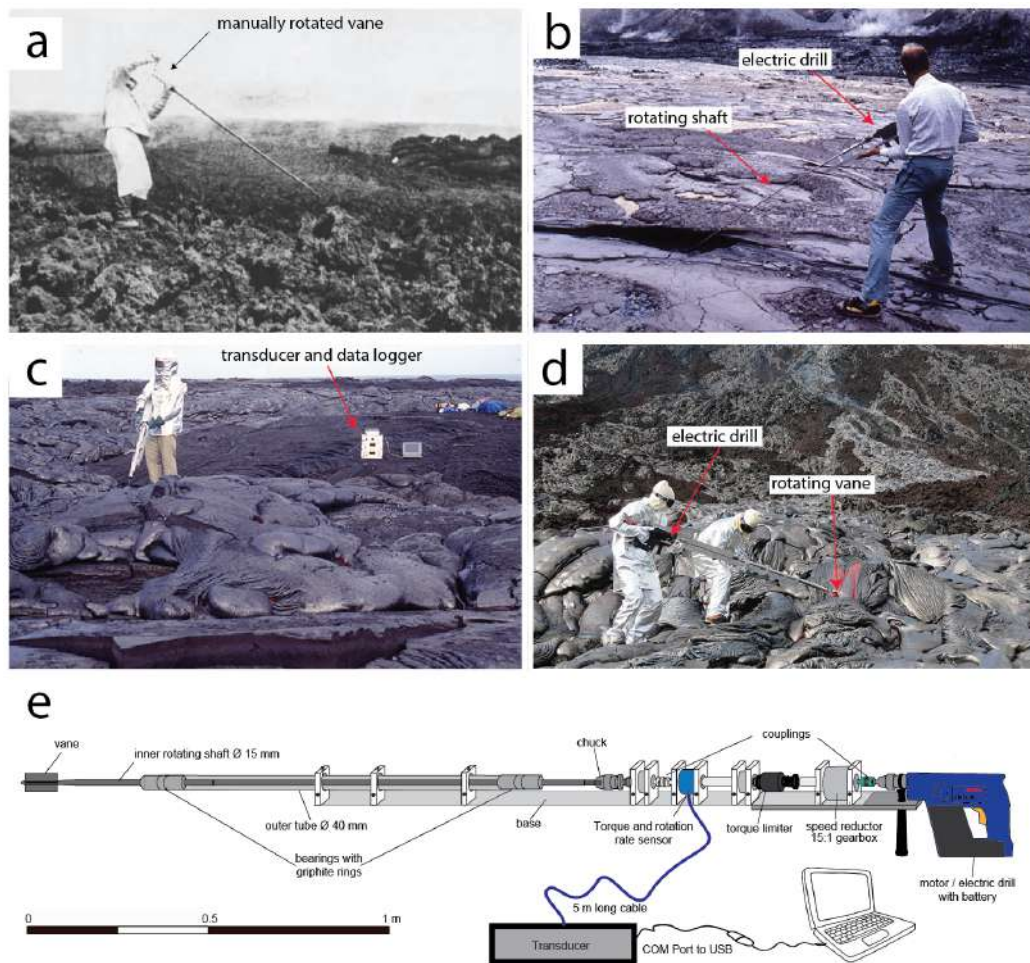 a
manually rotated vane
b
electric drill
rotating shaft
c
transducer and data logger
d
electric drill
rotating vane
e
vane
inner rotating shaft Ø 15 mm
chuck
couplings
outer tube Ø 40 mm
base
Torque and rotation
rate sensor
torque limiter
speed reductor
15:1 gearbox
bearings with
griphite rings
motor / electric drill
with battery
5 m long cable
0
0.5
1 m
Transducer
COM Port to USB